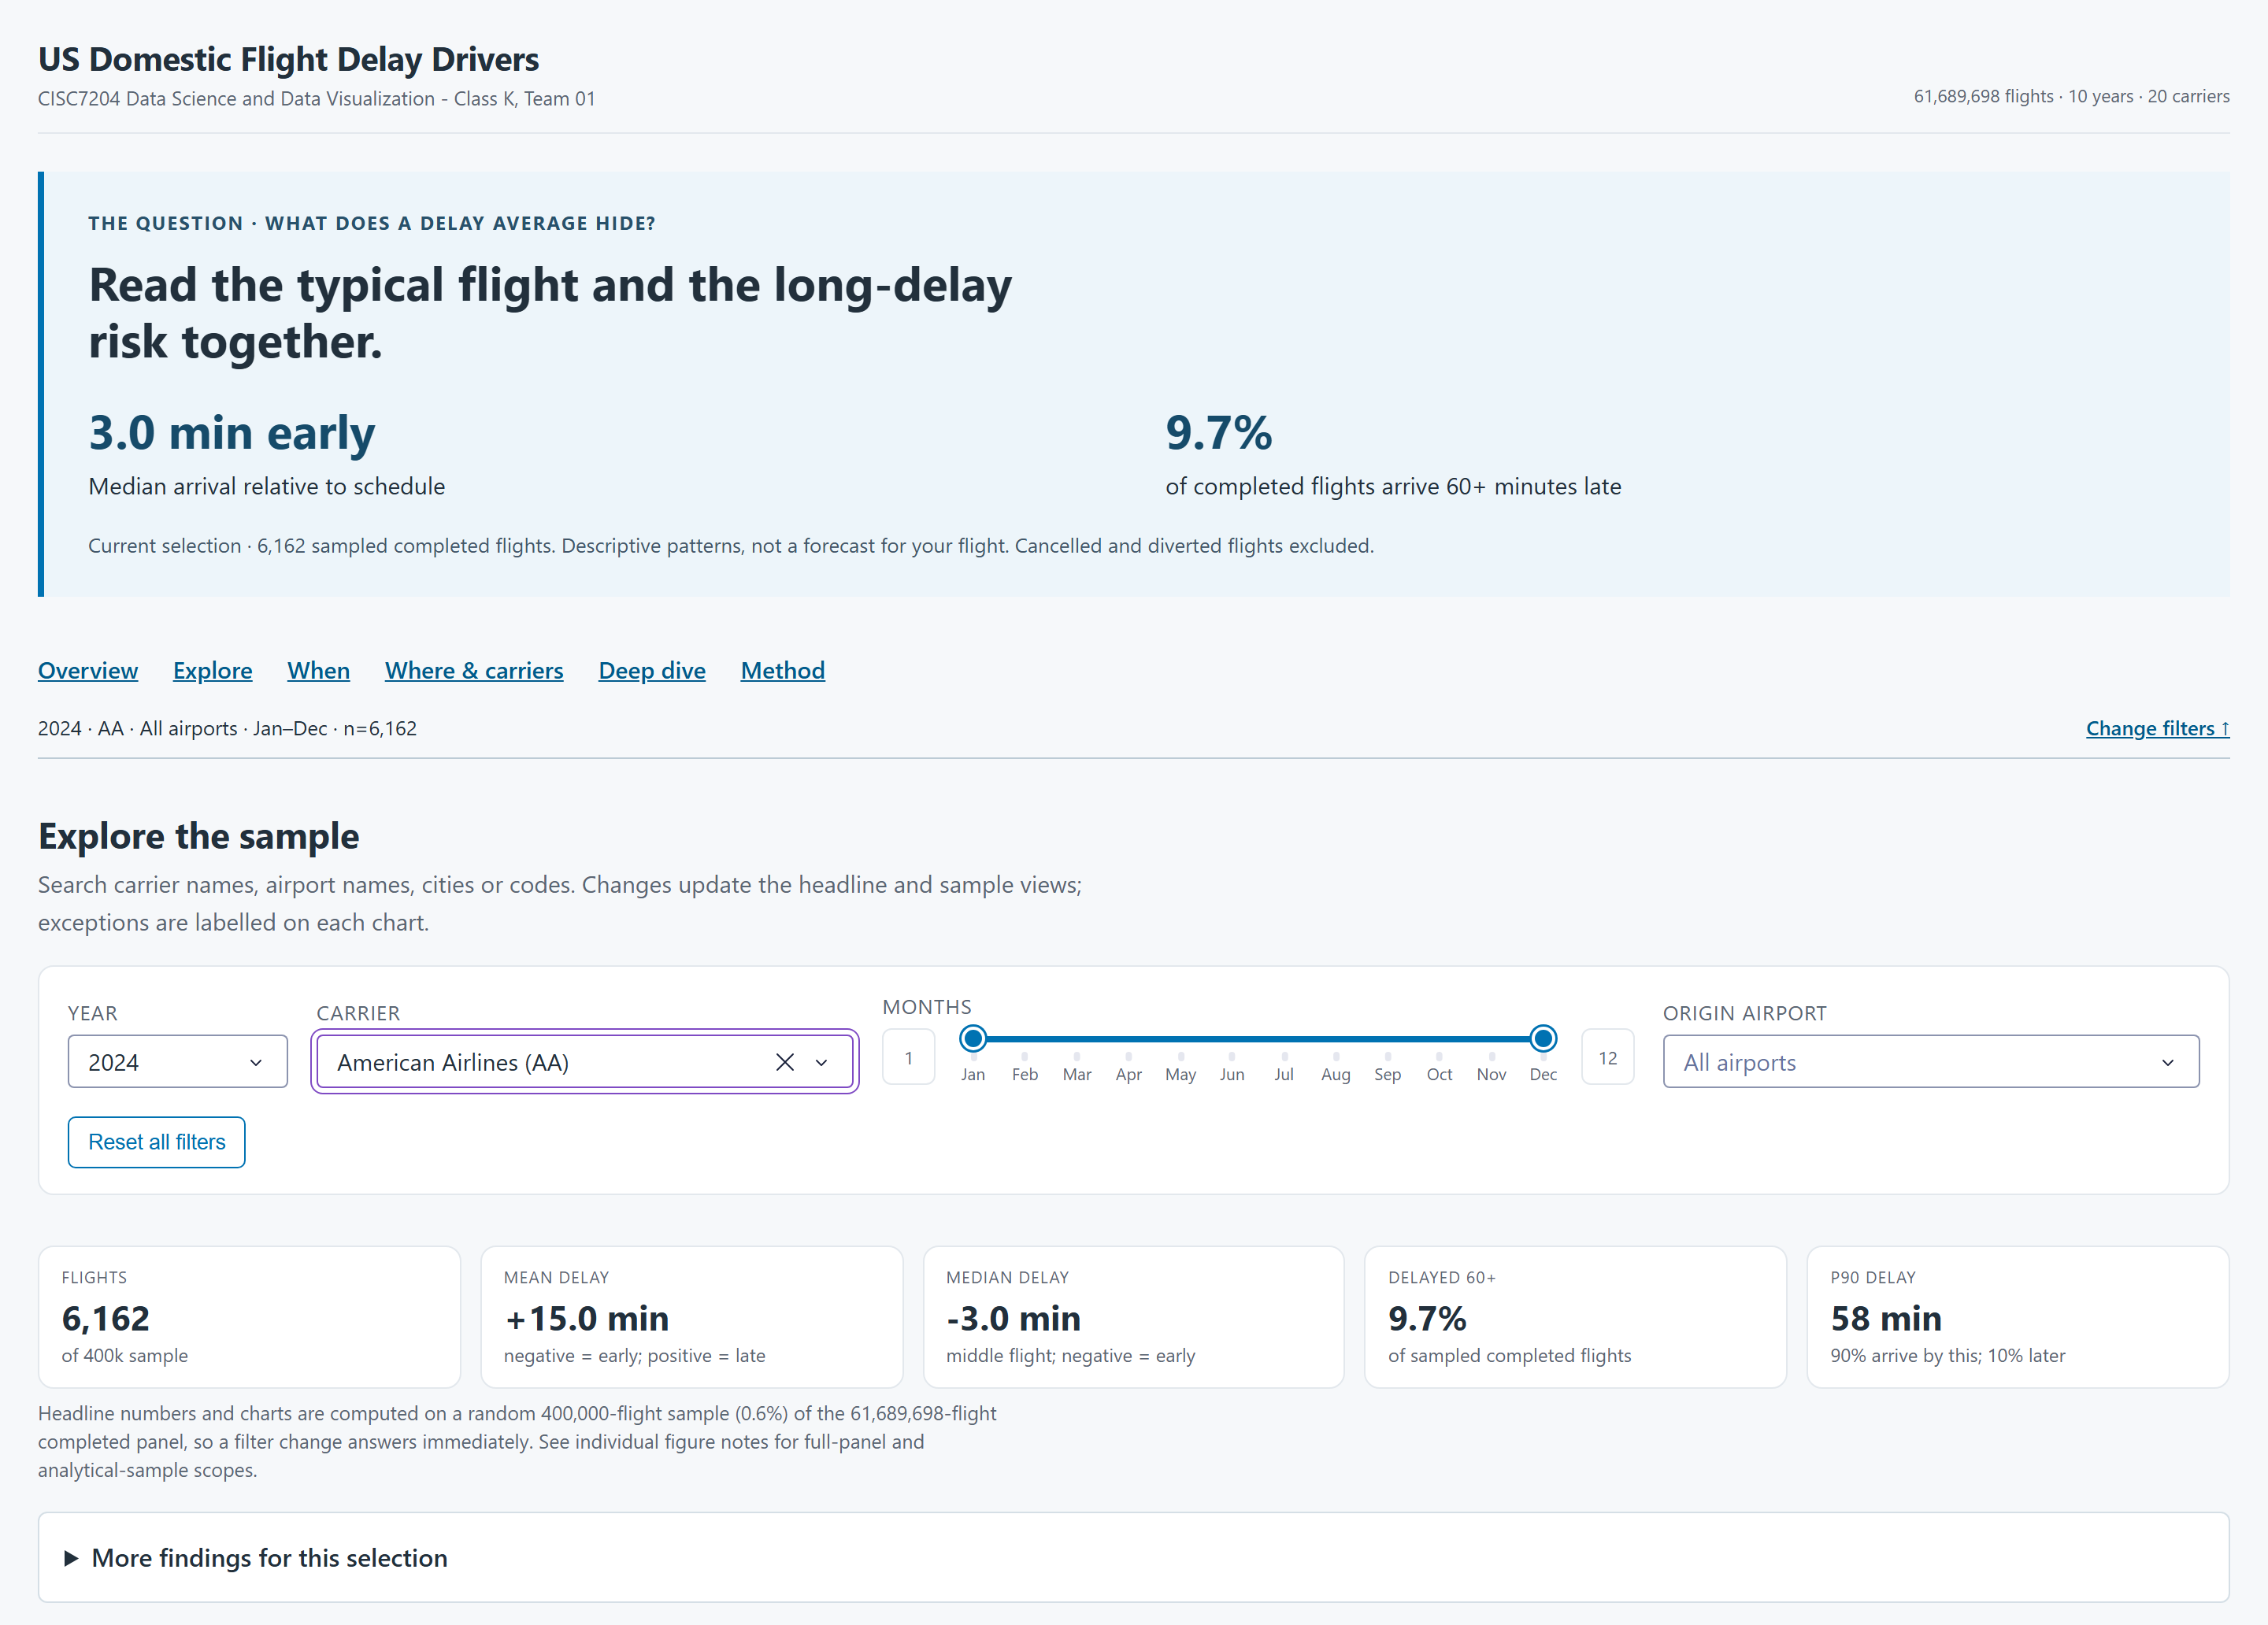 US Domestic Flight Delay Drivers
CISC7204 Data Science and Data Visualization - Class K, Team 01
61,689,698 flights · 10 years · 20 carriers
THE QUESTION · WHAT DOES A DELAY AVERAGE HIDE?
Read the typical flight and the long-delay
risk together.
3.0 min early
Median arrival relative to schedule
9.7%
of completed flights arrive 60+ minutes late
Current selection · 6,162 sampled completed flights. Descriptive patterns, not a forecast for your flight. Cancelled and diverted flights excluded.
Overview Explore When Where & carriers Deep dive Method
2024 · AA · All airports · Jan–Dec · n=6,162
Change filters ↑
Explore the sample
Search carrier names, airport names, cities or codes. Changes update the headline and sample views;
exceptions are labelled on each chart.
YEAR
2024
CARRIER
American Airlines (AA)
MONTHS
1
Jan Feb Mar Apr May Jun Jul Aug Sep Oct Nov Dec
12
ORIGIN AIRPORT
All airports
Reset all filters
FLIGHTS
6,162
of 400k sample
MEAN DELAY
+15.0 min
negative = early; positive = late
MEDIAN DELAY
-3.0 min
middle flight; negative = early
DELAYED 60+
9.7%
of sampled completed flights
P90 DELAY
58 min
90% arrive by this; 10% later
Headline numbers and charts are computed on a random 400,000-flight sample (0.6%) of the 61,689,698-flight
completed panel, so a filter change answers immediately. See individual figure notes for full-panel and
analytical-sample scopes.
More findings for this selection